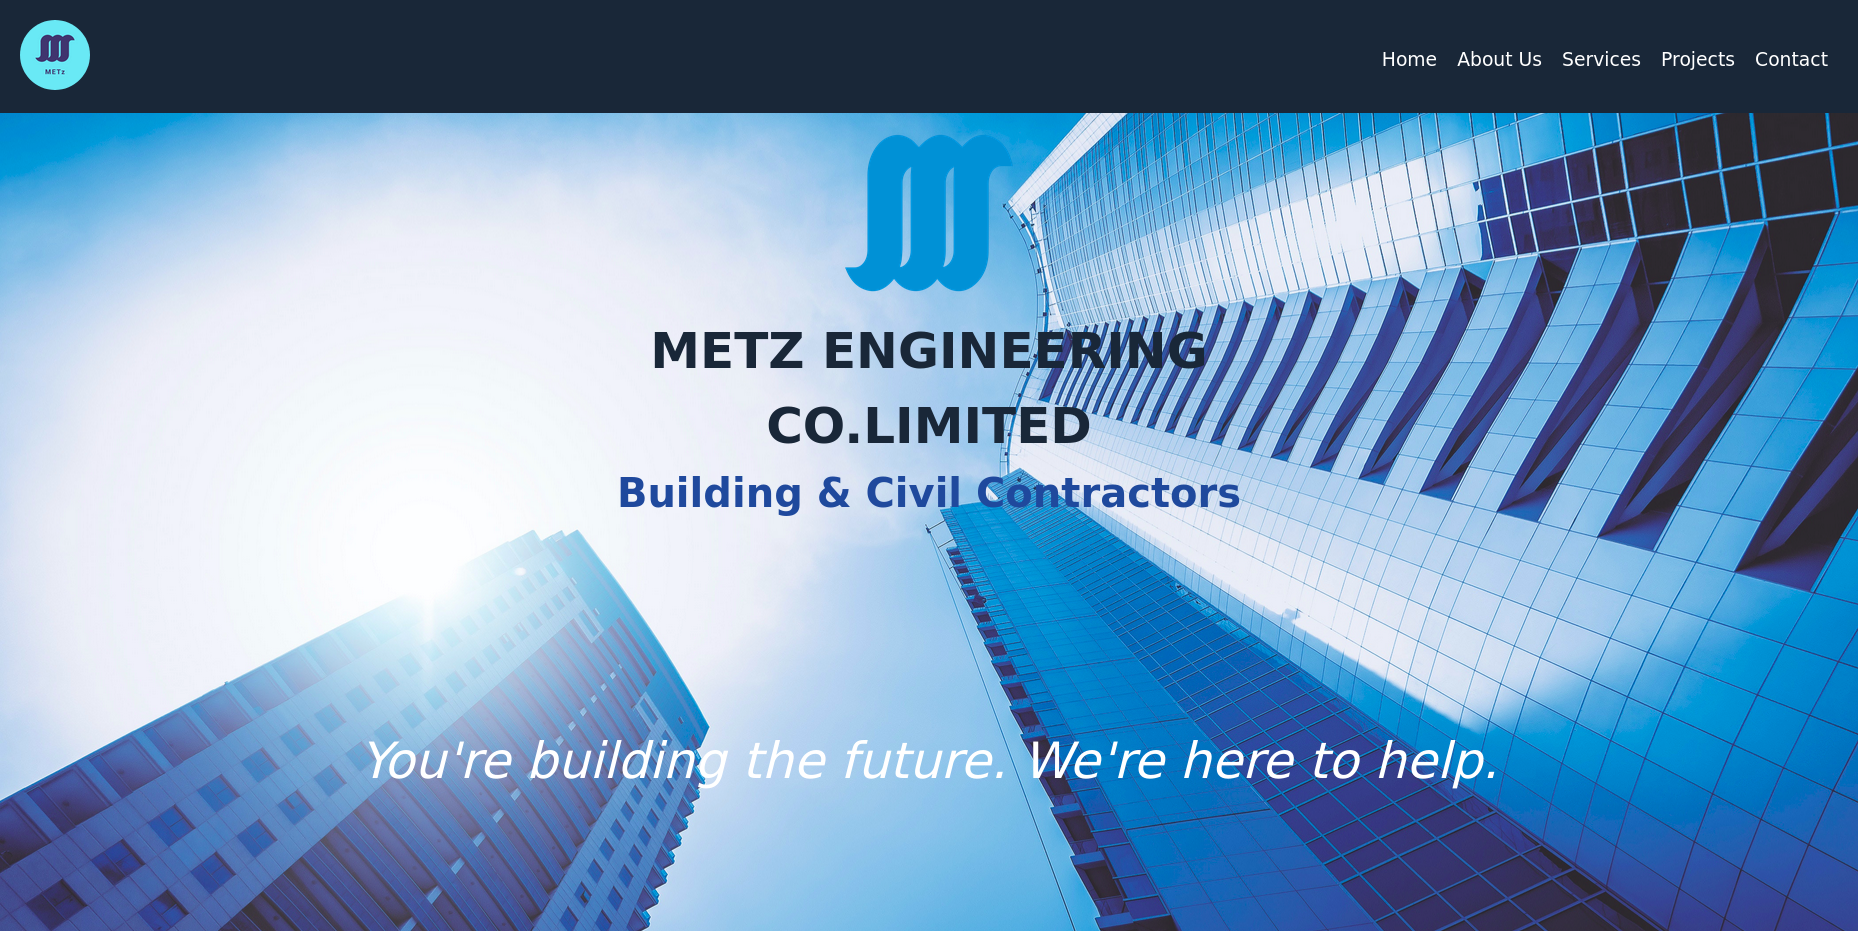 METz
Home About Us Services Projects Contact
METZ ENGINEERING
CO.LIMITED
Building & Civil Contractors
You're building the future. We're here to help.